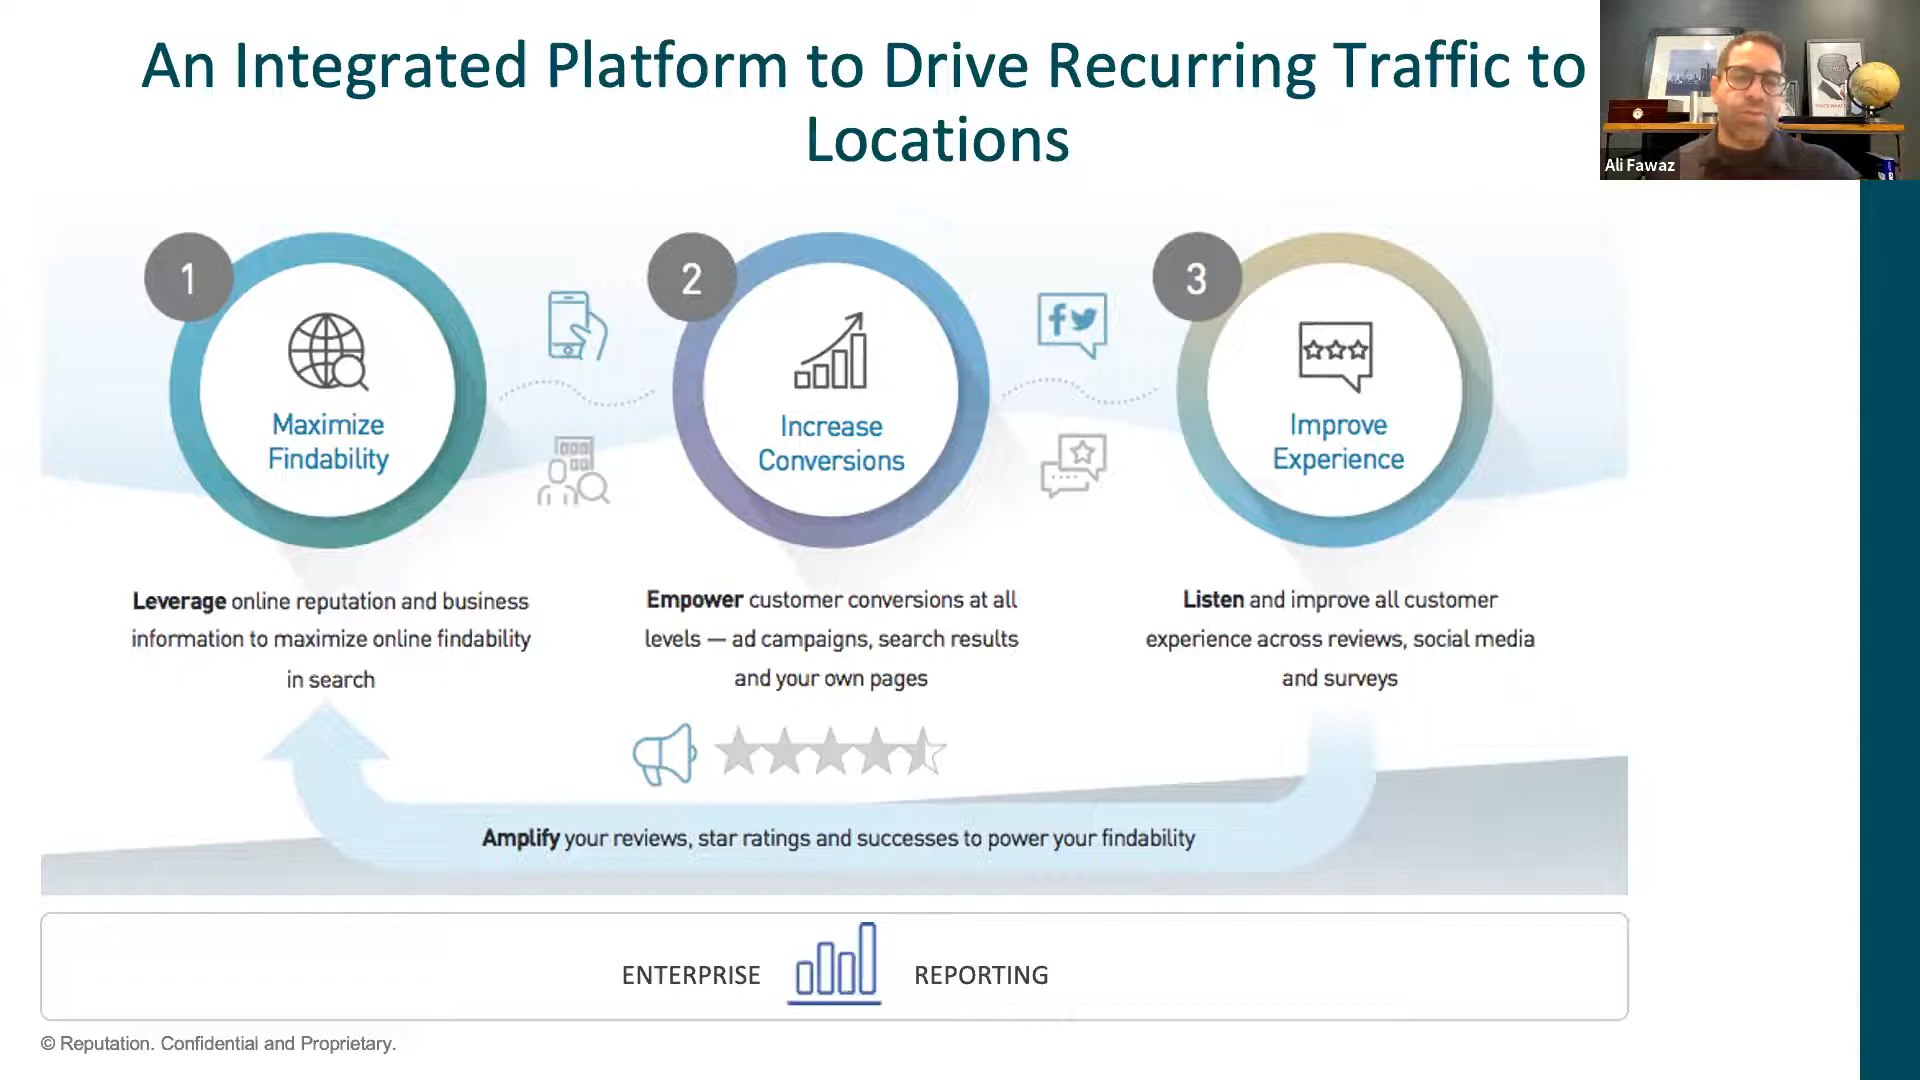 An Integrated Platform to Drive Recurring Traffic to
Locations
Ali Fawaz
1
Maximize
Findability
2
Increase
Conversions
3
Improve
Experience
Leverage online reputation and business
information to maximize online findability
in search
Empower customer conversions at all
levels — ad campaigns, search results
and your own pages
Listen and improve all customer
experience across reviews, social media
and surveys
Amplify your reviews, star ratings and successes to power your findability
ENTERPRISE REPORTING
© Reputation. Confidential and Proprietary.